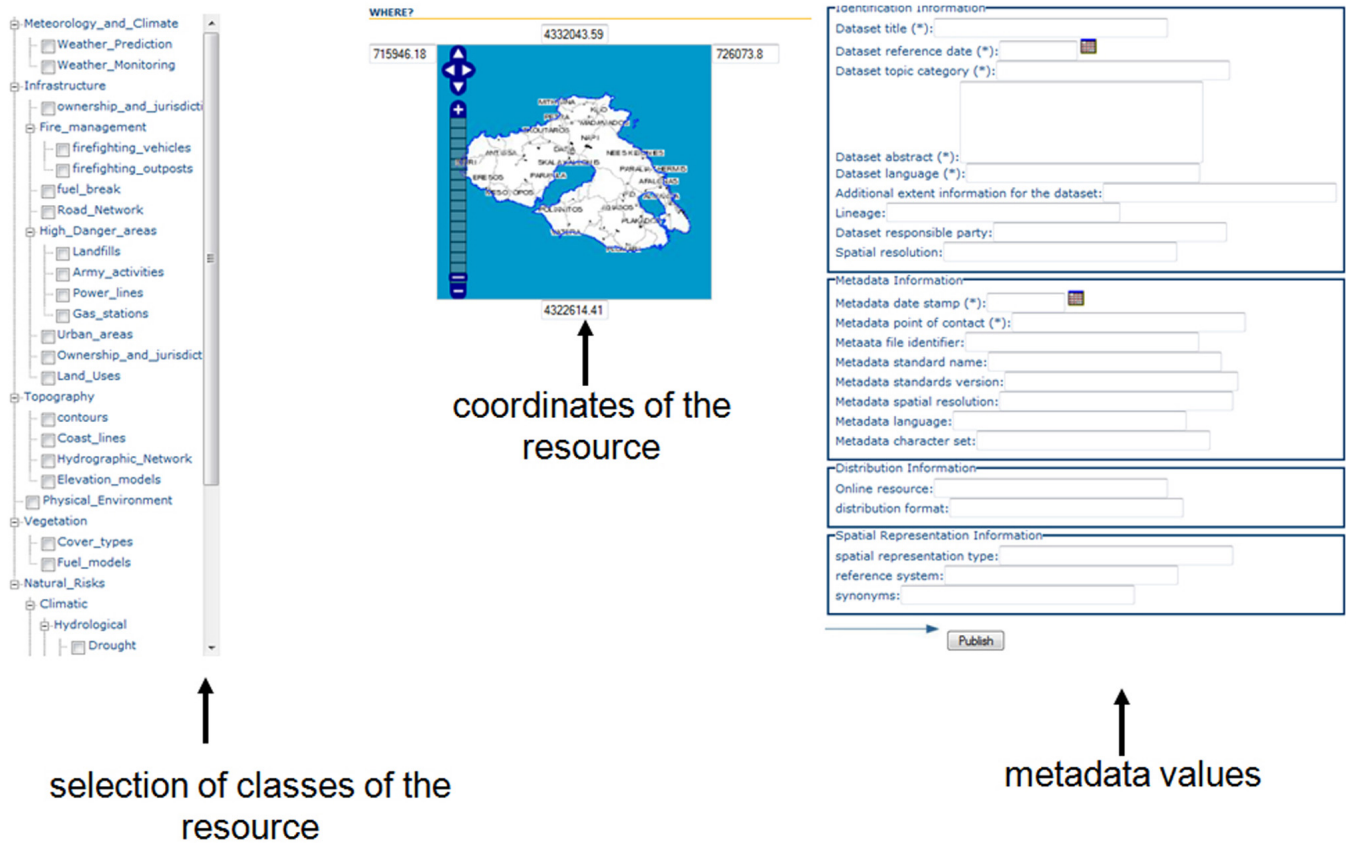 Meteorology_and_Climate
Weather_Prediction
Weather_Monitoring
Infrastructure
ownership_and_jurisdicti
Fire_management
firefighting_vehicles
firefighting_outposts
fuel_break
Road_Network
High_Danger_areas
Landfills
Army_activities
Power_lines
Gas_stations
Urban_areas
Ownership_and_jurisdict
Land_Uses
Topography
contours
Coast_lines
Hydrographic_Network
Elevation_models
Physical_Environment
Vegetation
Cover_types
Fuel_models
Natural_Risks
Climatic
Hydrological
Drought
selection of classes of the
resource
WHERE?
4332043.59
715946.18
726073.8
KLIO
NAPI
ANTISSA
ERESOS
PARAKILA
4322614.41
coordinates of the
resource
Identification Information
Dataset title (*):
Dataset reference date (*):
Dataset topic category (*):
Dataset abstract (*):
Dataset language (*):
Additional extent information for the dataset:
Lineage:
Dataset responsible party:
Spatial resolution:
Metadata Information
Metadata date stamp (*):
Metadata point of contact (*):
Metaata file identifier:
Metadata standard name:
Metadata standards version:
Metadata spatial resolution:
Metadata language:
Metadata character set:
Distribution Information
Online resource:
distribution format:
Spatial Representation Information
spatial representation type:
reference system:
synonyms:
Publish
metadata values